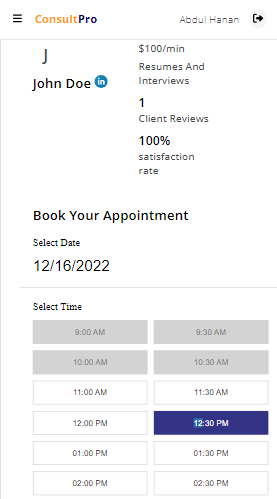 ConsultPro
Abdul Hanan
J
John Doe in
$100/min
Resumes And
Interviews
1
Client Reviews
100%
satisfaction
rate
Book Your Appointment
Select Date
12/16/2022
Select Time
9:00 AM 9:30 AM
10:00 AM 10:30 AM
11:00 AM 11:30 AM
12:00 PM 12:30 PM
01:00 PM 01:30 PM
02:00 PM 02:30 PM